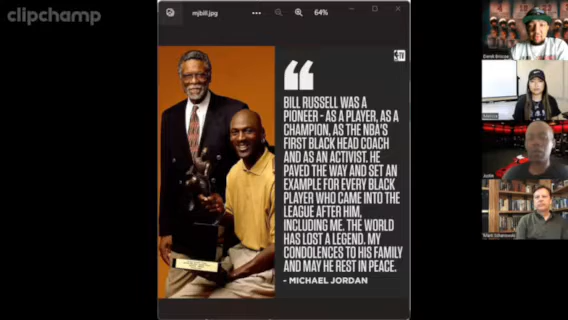 clipchamp
mjbill.jpg
64%
TV
BILL RUSSELL WAS A
PIONEER - AS A PLAYER, AS A
CHAMPION, AS THE NBA'S
FIRST BLACK HEAD COACH
AND AS AN ACTIVIST. HE
PAVED THE WAY AND SET AN
EXAMPLE FOR EVERY BLACK
PLAYER WHO CAME INTO THE
LEAGUE AFTER HIM,
INCLUDING ME. THE WORLD
HAS LOST A LEGEND. MY
CONDOLENCES TO HIS FAMILY
AND MAY HE REST IN PEACE.
- MICHAEL JORDAN